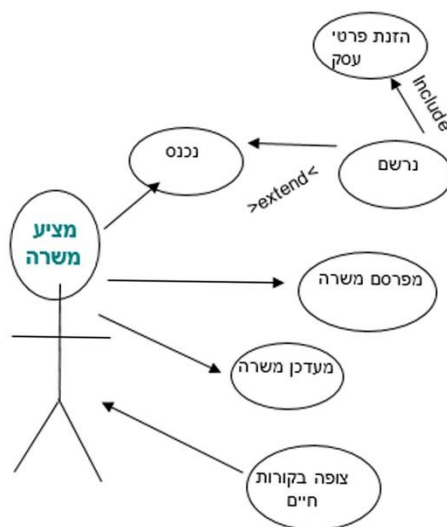 הזנת פרטי
עסק
Include
נכנס
נרשם
>extend<
מציע
משרה
מפרסם משרה
מעדכן משרה
צופה בקורות
חיים